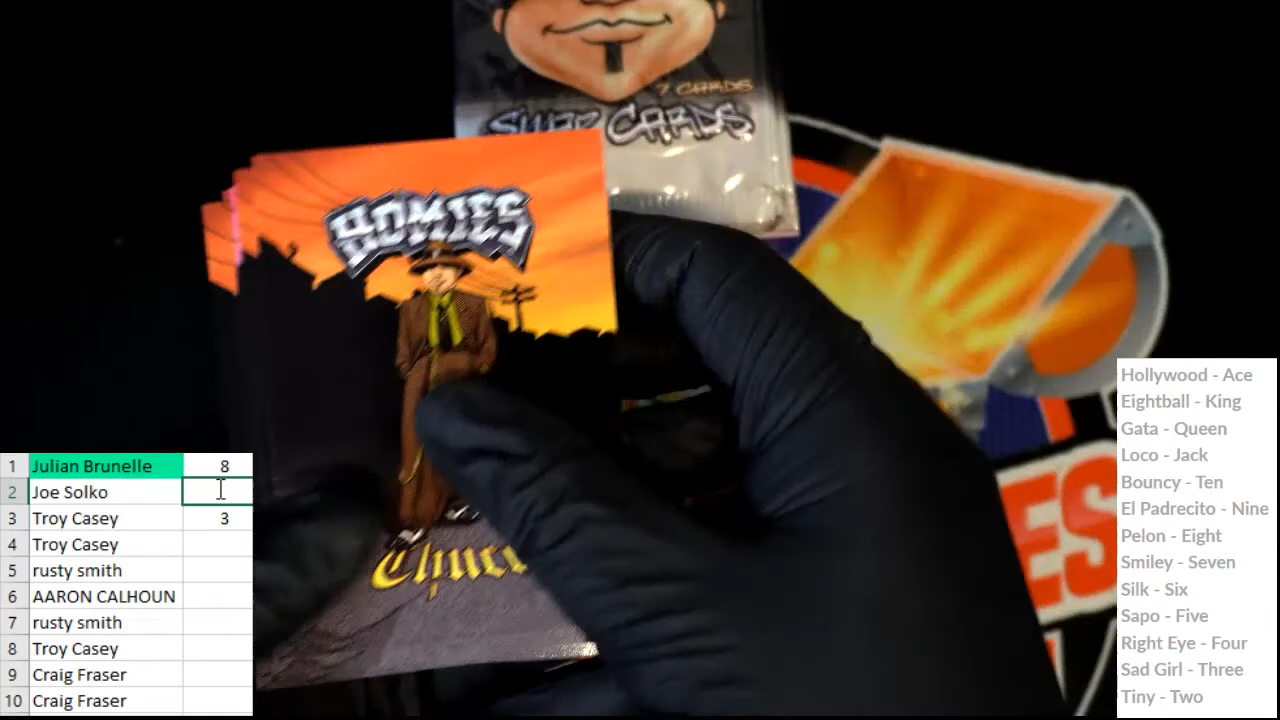 7 CARDS
SWAP CARDS
HOMIES
ES
1 Julian Brunelle 8
2 Joe Solko
3 Troy Casey 3
4 Troy Casey
5 rusty smith
6 AARON CALHOUN
7 rusty smith
8 Troy Casey
9 Craig Fraser
10 Craig Fraser
Hollywood - Ace
Eightball - King
Gata - Queen
Loco - Jack
Bouncy - Ten
El Padrecito - Nine
Pelon - Eight
Smiley - Seven
Silk - Six
Sapo - Five
Right Eye - Four
Sad Girl - Three
Tiny - Two